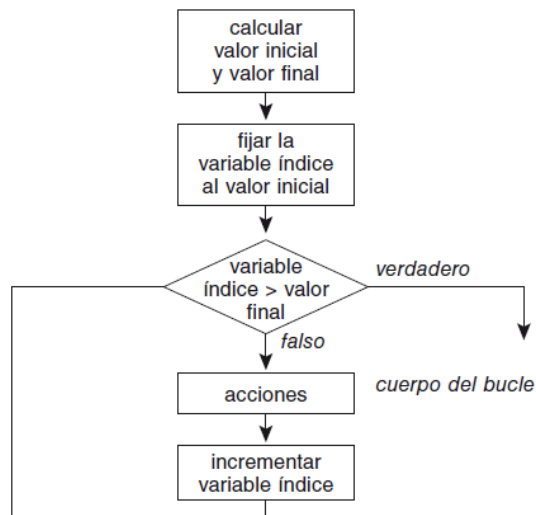 calcular
valor inicial
y valor final
fijar la
variable índice
al valor inicial
variable
índice > valor
final
verdadero
falso
acciones
cuerpo del bucle
incrementar
variable índice